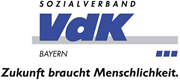 SOZIALVERBAND
VdK
BAYERN
Zukunft braucht Menschlichkeit.